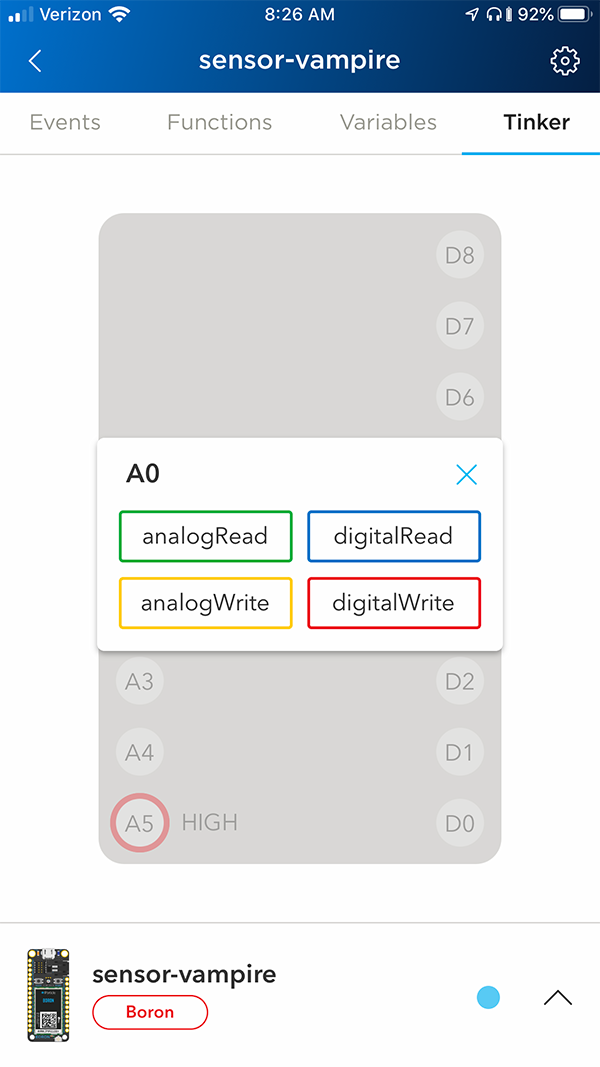 Verizon 8:26 AM 92%
sensor-vampire
Events Functions Variables Tinker
D8
D7
D6
A0
analogRead digitalRead
analogWrite digitalWrite
A3 D2
A4 D1
A5 HIGH D0
sensor-vampire
Boron